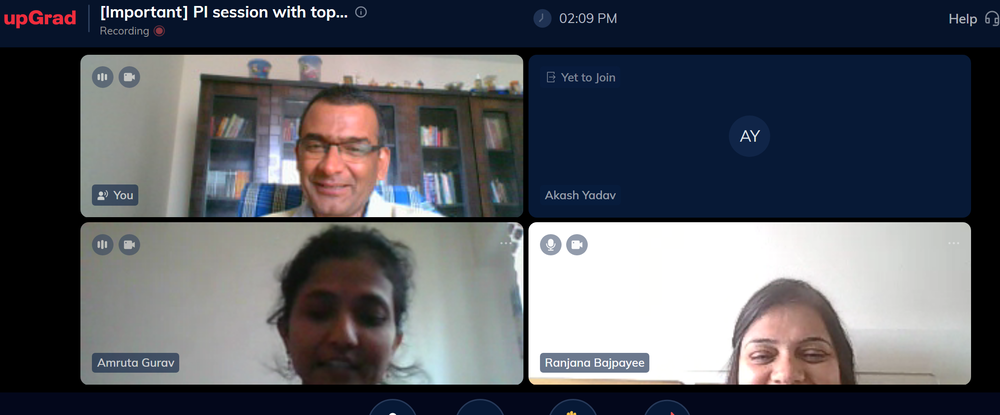 upGrad
[Important] PI session with top...
Recording
02:09 PM
Help
You
Yet to Join
AY
Akash Yadav
Amruta Gurav
Ranjana Bajpayee